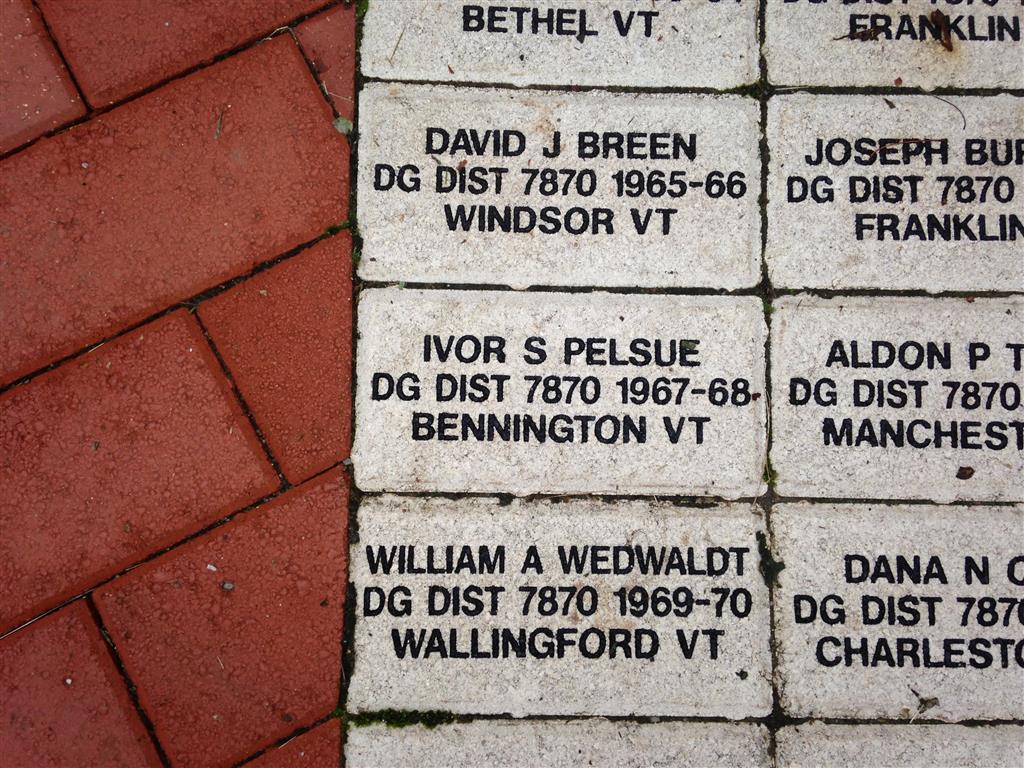 BETHEL VT
DAVID J BREEN
DG DIST 7870 1965-66
WINDSOR VT
IVOR S PELSUE
DG DIST 7870 1967-68
BENNINGTON VT
WILLIAM A WEDWALDT
DG DIST 7870 1969-70
WALLINGFORD VT
FRANKLIN
JOSEPH
DG DIST 7870
FRANKLIN
ALDON P
DG DIST 7870
MANCHEST
DANA N
DG DIST 7870
CHARLESTO